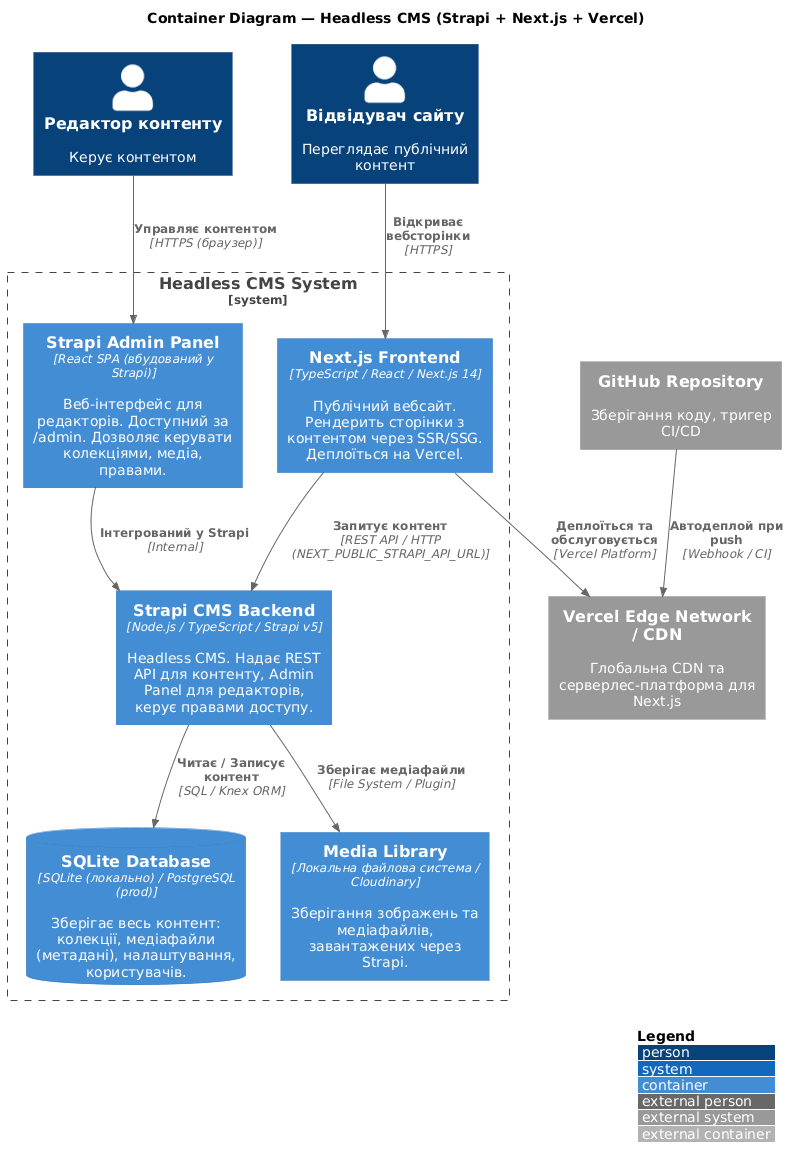 Container Diagram — Headless CMS (Strapi + Next.js + Vercel)
Редактор контенту
Керує контентом
Відвідувач сайту
Переглядає публічний
контент
Управляє контентом
[HTTPS (браузер)]
Відкриває
вебсторінки
[HTTPS]
Headless CMS System
[system]
Strapi Admin Panel
[React SPA (вбудований у
Strapi)]
Веб-інтерфейс для
редакторів. Доступний за
/admin. Дозволяє керувати
колекціями, медіа,
правами.
Next.js Frontend
[TypeScript / React / Next.js 14]
Публічний вебсайт.
Рендерить сторінки з
контентом через SSR/SSG.
Деплоїться на Vercel.
GitHub Repository
Зберігання коду, тригер
CI/CD
Інтегрований у Strapi
[Internal]
Запитує контент
[REST API / HTTP
(NEXT_PUBLIC_STRAPI_API_URL)]
Деплоїться та
обслуговується
[Vercel Platform]
Автодеплой при
push
[Webhook / CI]
Strapi CMS Backend
[Node.js / TypeScript / Strapi v5]
Headless CMS. Надає REST
API для контенту, Admin
Panel для редакторів,
керує правами доступу.
Vercel Edge Network
/ CDN
Глобальна CDN та
серверлес-платформа для
Next.js
Читає / Записує
контент
[SQL / Knex ORM]
Зберігає медіафайли
[File System / Plugin]
SQLite Database
[SQLite (локально) / PostgreSQL
(prod)]
Зберігає весь контент:
колекції, медіафайли
(метадані), налаштування,
користувачів.
Media Library
[Локальна файлова система /
Cloudinary]
Зберігання зображень та
медіафайлів,
завантажених через
Strapi.
Legend
person
system
container
external person
external system
external container